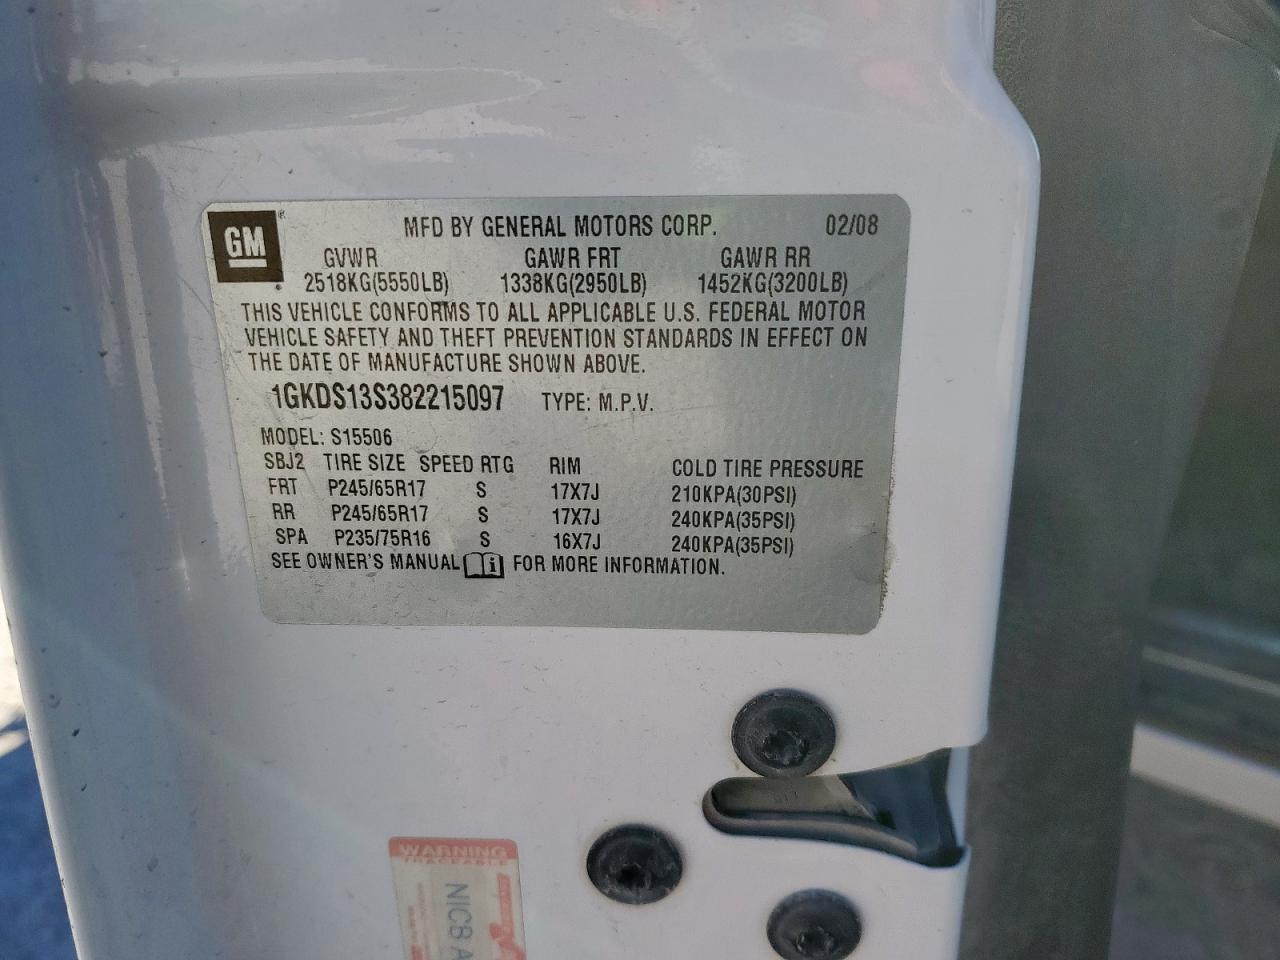 GM
MFD BY GENERAL MOTORS CORP. 02/08
GVWR GAWR FRT GAWR RR
2518KG(5550LB) 1338KG(2950LB) 1452KG(3200LB)
THIS VEHICLE CONFORMS TO ALL APPLICABLE U.S. FEDERAL MOTOR
VEHICLE SAFETY AND THEFT PREVENTION STANDARDS IN EFFECT ON
THE DATE OF MANUFACTURE SHOWN ABOVE.
1GKDS13S382215097 TYPE: M.P.V.
MODEL: S15506
SBJ2 TIRE SIZE SPEED RTG RIM COLD TIRE PRESSURE
FRT P245/65R17 S 17X7J 210KPA(30PSI)
RR P245/65R17 S 17X7J 240KPA(35PSI)
SPA P235/75R16 S 16X7J 240KPA(35PSI)
SEE OWNER'S MANUAL FOR MORE INFORMATION.
WARNING
TRACEABLE
NIC8 A